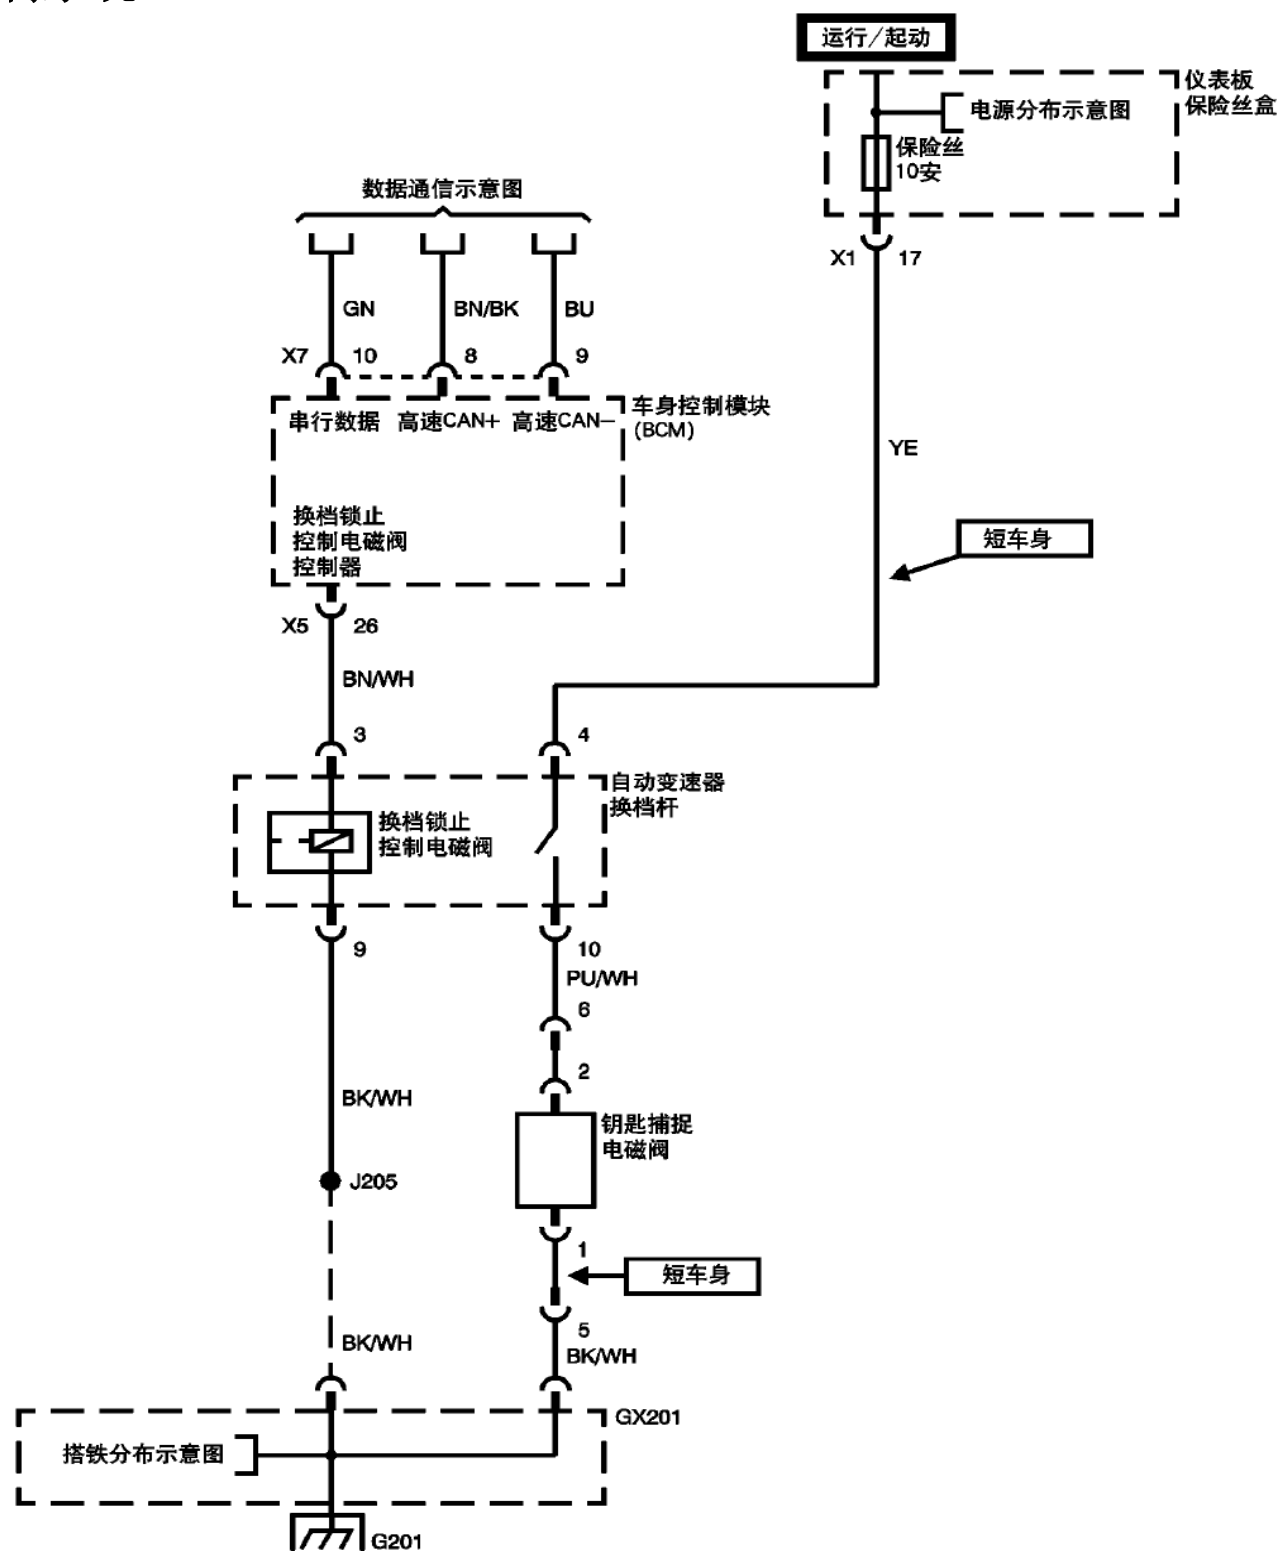 运行/起动
仪表板
保险丝盒
电源分布示意图
保险丝
10安
X1 17
数据通信示意图
GN BN/BK BU
X7 10 8 9
串行数据 高速CAN+ 高速CAN-
车身控制模块
(BCM)
YE
换档锁止
控制电磁阀
控制器
短车身
X5 26
BN/WH
3 4
自动变速器
换档杆
换档锁止
控制电磁阀
9 10
PU/WH
6
2
BK/WH
钥匙捕捉
电磁阀
J205
1
短车身
5
BK/WH BK/WH
GX201
搭铁分布示意图
G201